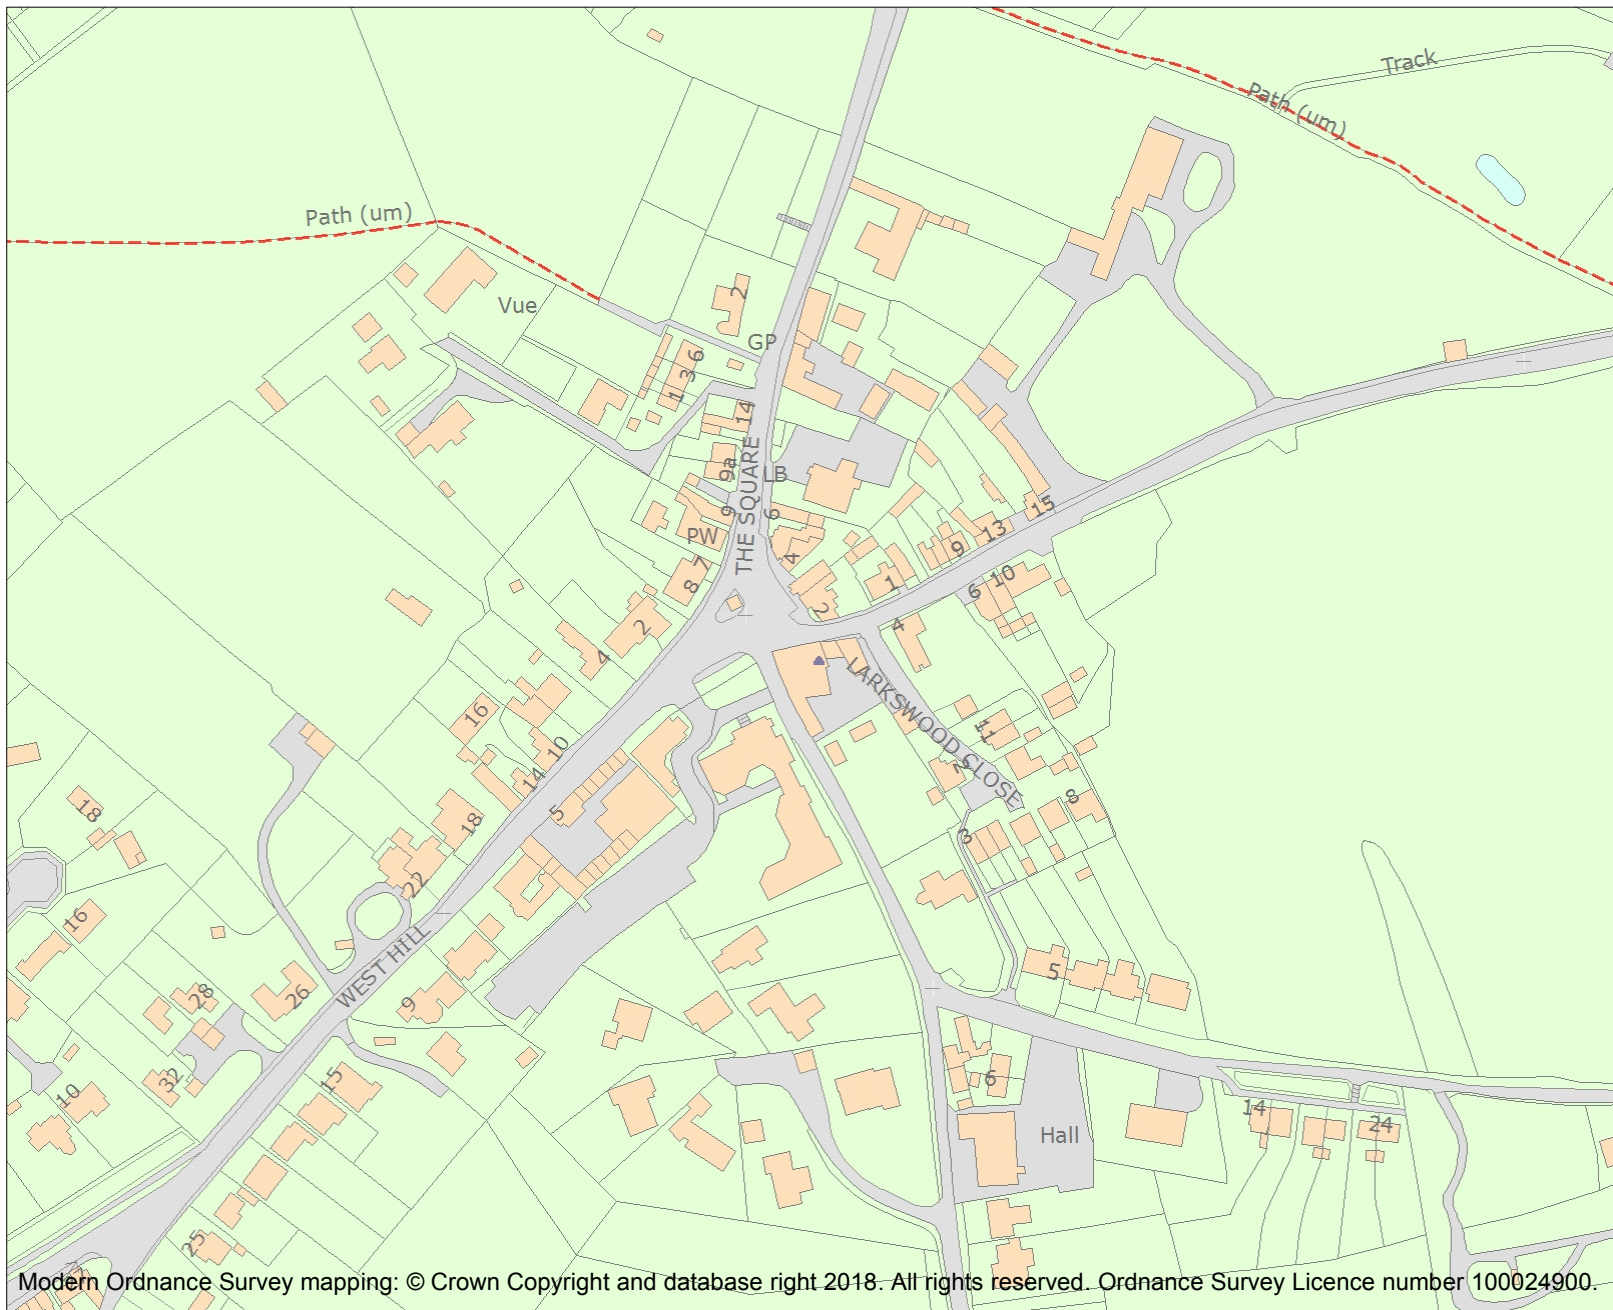 Track
Path (um)
Path (um)
Vue
2
GP
1 3 6
14
THE SQUARE
9a
LB
9
6
PW
4
15
13
9
1
7
8
10
6
2
2
4
4
LARKSWOOD CLOSE
16
10
14
11
2
5
18
18
8
3
22
16
WEST HILL
5
28
26
9
32
15
10
6
14
24
Hall
25
Modern Ordnance Survey mapping: © Crown Copyright and database right 2018. All rights reserved. Ordnance Survey Licence number 100024900.